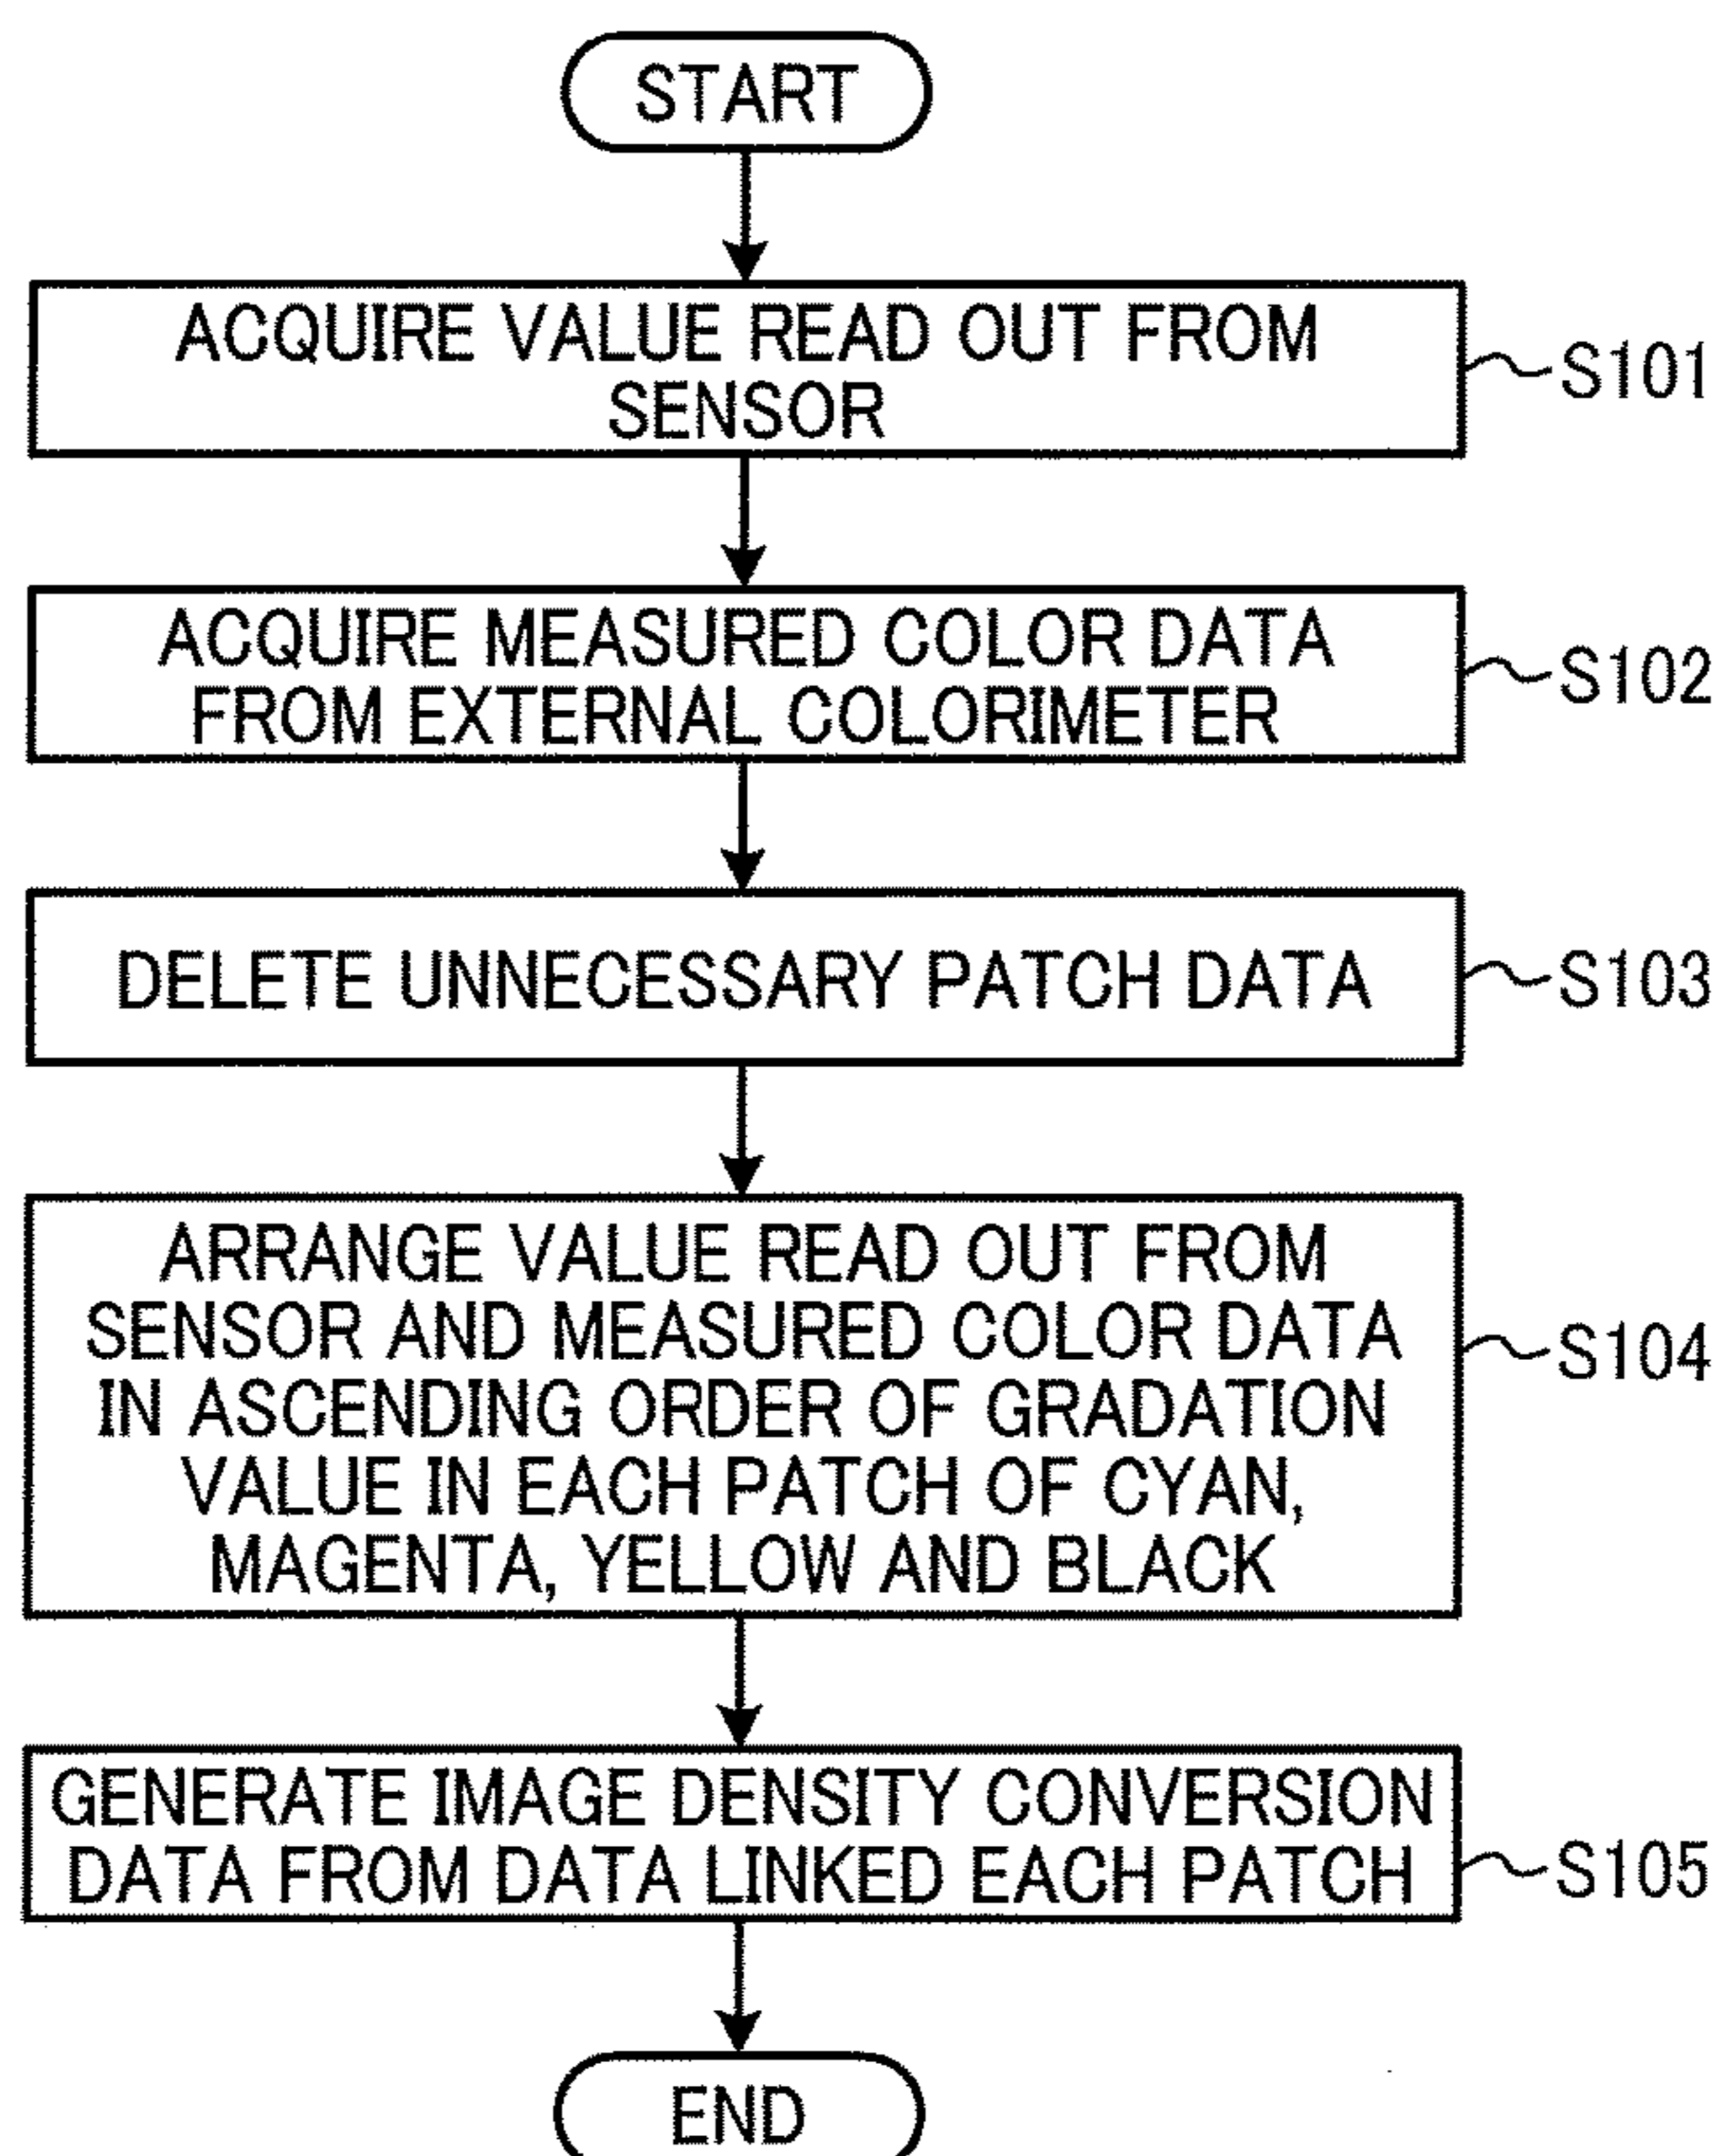 START
ACQUIRE VALUE READ OUT FROM
SENSOR
S101
ACQUIRE MEASURED COLOR DATA
FROM EXTERNAL COLORIMETER
S102
DELETE UNNECESSARY PATCH DATA
S103
ARRANGE VALUE READ OUT FROM
SENSOR AND MEASURED COLOR DATA
IN ASCENDING ORDER OF GRADATION
VALUE IN EACH PATCH OF CYAN,
MAGENTA, YELLOW AND BLACK
S104
GENERATE IMAGE DENSITY CONVERSION
DATA FROM DATA LINKED EACH PATCH
S105
END